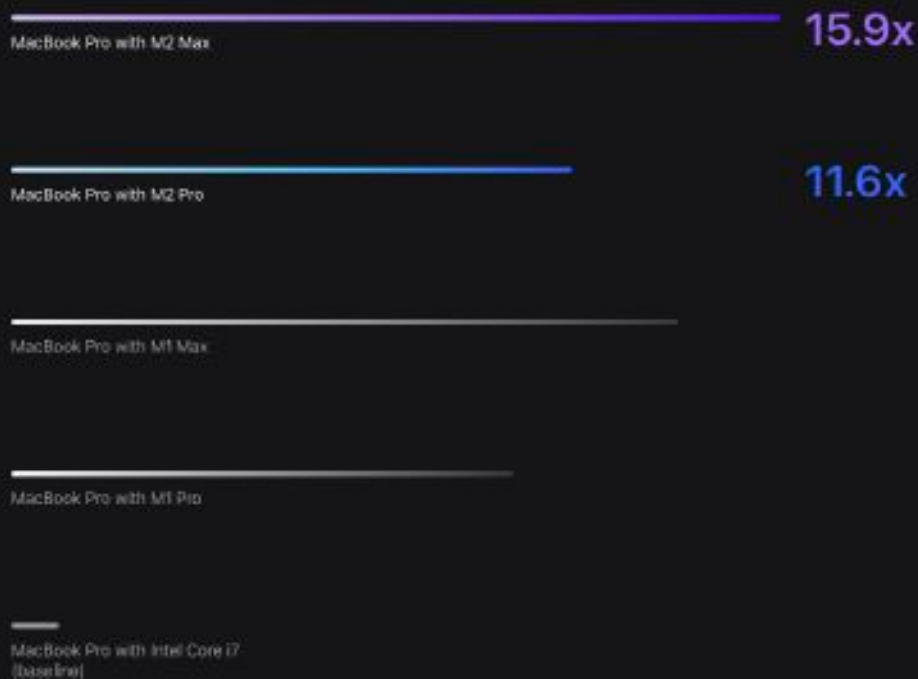 15.9x
MacBook Pro with M2 Max
11.6x
MacBook Pro with M2 Pro
MacBook Pro with M1 Max
MacBook Pro with M1 Pro
MacBook Pro with Intel Core i7
(baseline)